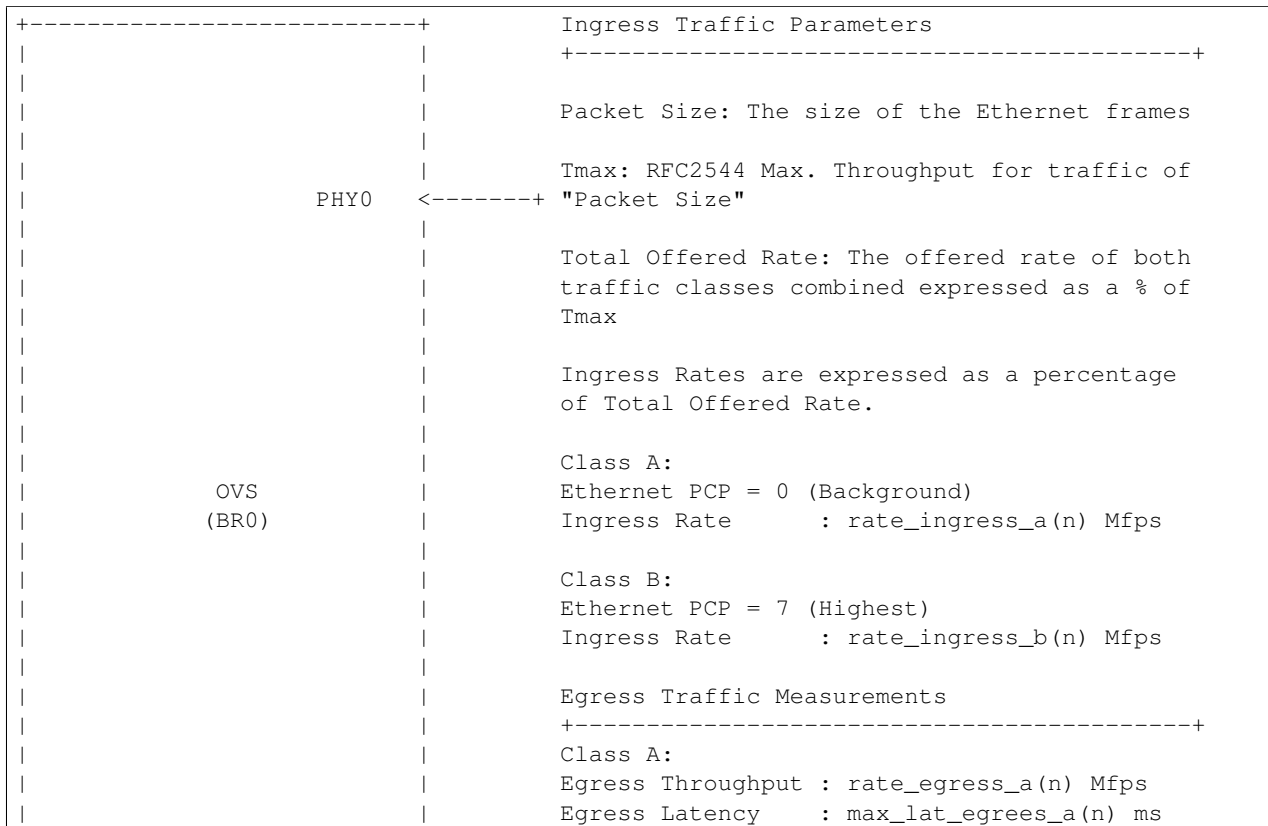 +---------------------------+         Ingress Traffic Parameters
|                           |         +-------------------------------------------+
|                           |
|                           |         Packet Size: The size of the Ethernet frames
|                           |
|                           |         Tmax: RFC2544 Max. Throughput for traffic of
|                    PHY0   <-------+ "Packet Size"
|                           |
|                           |         Total Offered Rate: The offered rate of both
|                           |         traffic classes combined expressed as a % of
|                           |         Tmax
|                           |
|                           |         Ingress Rates are expressed as a percentage
|                           |         of Total Offered Rate.
|                           |
|                           |         Class A:
|             OVS           |         Ethernet PCP = 0 (Background)
|            (BR0)          |         Ingress Rate      : rate_ingress_a(n) Mfps
|                           |
|                           |         Class B:
|                           |         Ethernet PCP = 7 (Highest)
|                           |         Ingress Rate      : rate_ingress_b(n) Mfps
|                           |
|                           |         Egress Traffic Measurements
|                           |         +-------------------------------------------+
|                           |         Class A:
|                           |         Egress Throughput : rate_egress_a(n) Mfps
|                           |         Egress Latency    : max_lat_egrees_a(n) ms